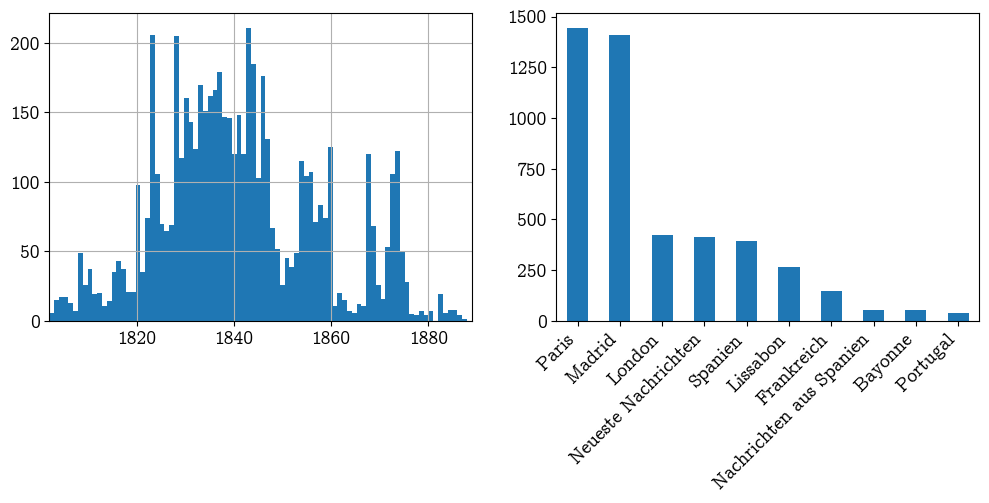 200
150
100
50
0
1820 1840 1860 1880
1500
1250
1000
750
500
250
0
Paris
Madrid
London
Neueste Nachrichten
Spanien
Lissabon
Frankreich
Nachrichten aus Spanien
Bayonne
Portugal